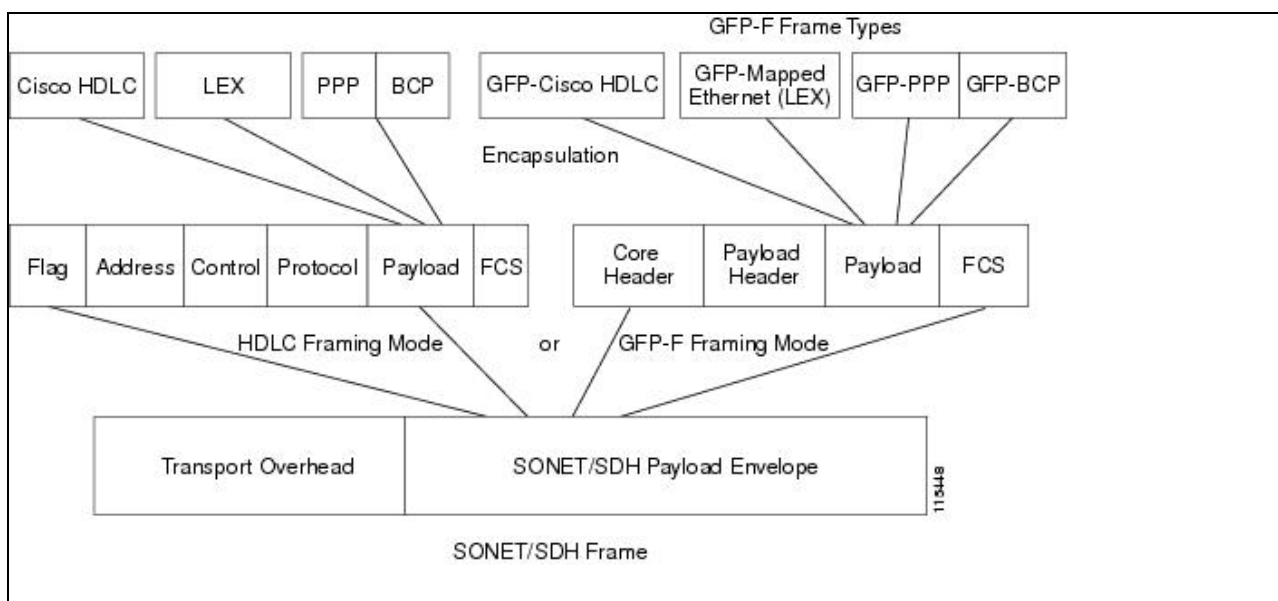 GFP-F Frame Types
Cisco HDLC
LEX
PPP
BCP
GFP-Cisco HDLC
GFP-Mapped
Ethernet (LEX)
GFP-PPP
GFP-BCP
Encapsulation
Flag
Address
Control
Protocol
Payload
FCS
Core
Header
Payload
Header
Payload
FCS
HDLC Framing Mode
or
GFP-F Framing Mode
Transport Overhead
SONET/SDH Payload Envelope
115448
SONET/SDH Frame